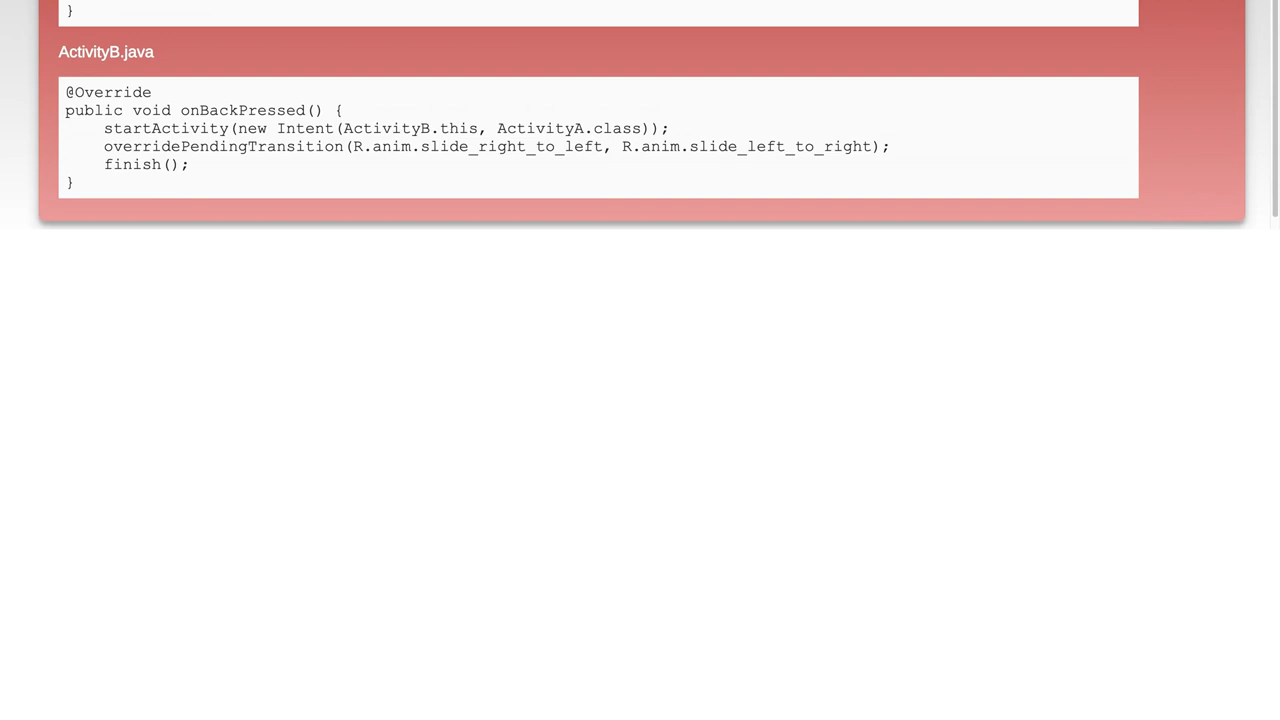 }
ActivityB.java
@Override
public void onBackPressed() {
    startActivity(new Intent(ActivityB.this, ActivityA.class));
    overridePendingTransition(R.anim.slide_right_to_left, R.anim.slide_left_to_right);
    finish();
}